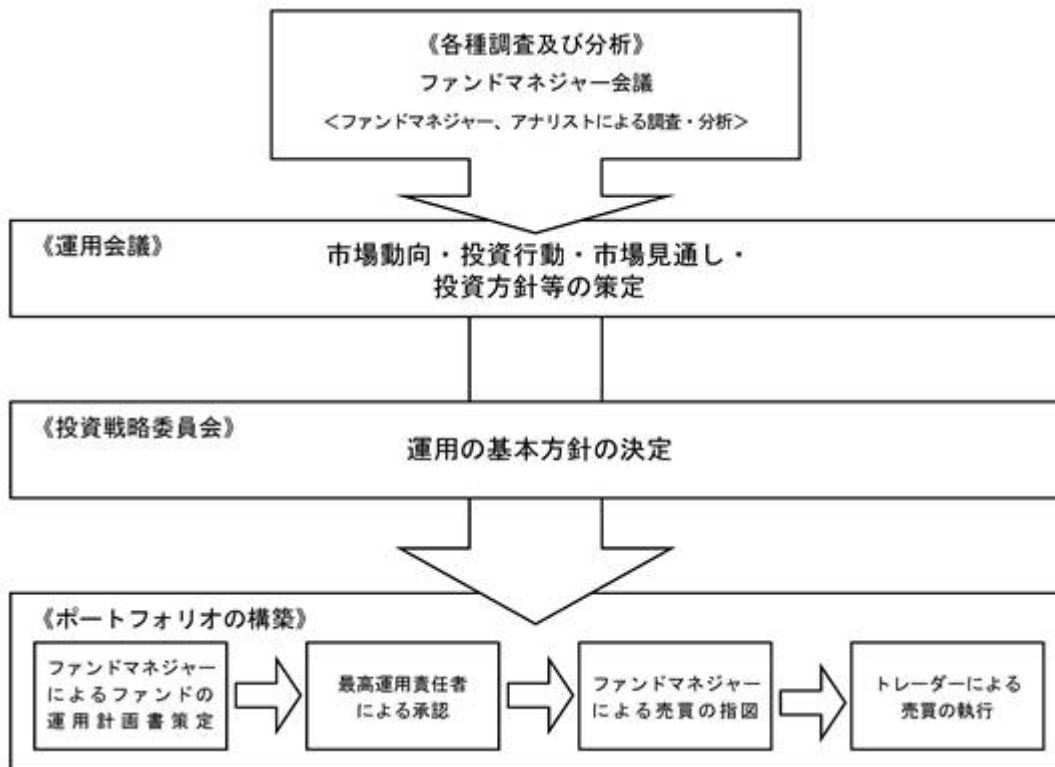 《各種調査及び分析》
ファンドマネジャー会議
＜ファンドマネジャー、アナリストによる調査・分析＞
《運用会議》
市場動向・投資行動・市場見通し・
投資方針等の策定
《投資戦略委員会》
運用の基本方針の決定
《ポートフォリオの構築》
ファンドマネジャー
によるファンドの
運用計画書策定
最高運用責任者
による承認
ファンドマネジャー
による売買の指図
トレーダーによる
売買の執行